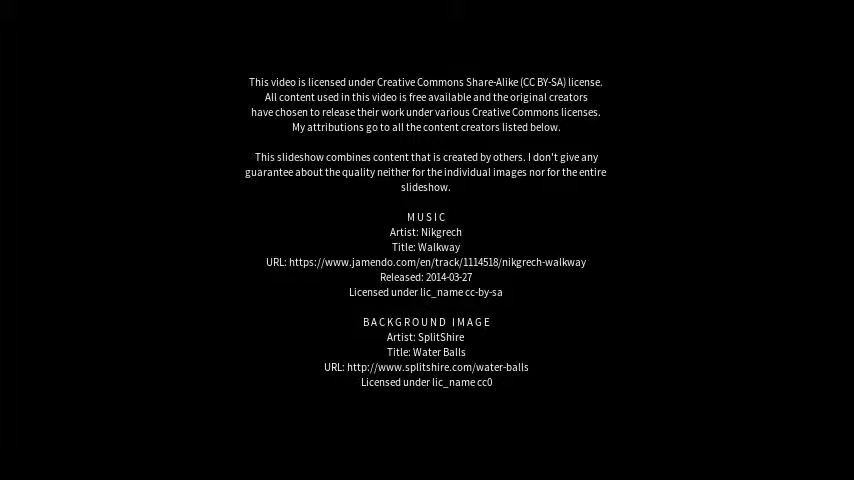 This video is licensed under Creative Commons Share-Alike (CC BY-SA) license.
All content used in this video is free available and the original creators
have chosen to release their work under various Creative Commons licenses.
My attributions go to all the content creators listed below.
This slideshow combines content that is created by others. I don't give any
guarantee about the quality neither for the individual images nor for the entire
slideshow.
MUSIC
Artist: Nikgrech
Title: Walkway
URL: https://www.jamendo.com/en/track/1114518/nikgrech-walkway
Released: 2014-03-27
Licensed under lic_name cc-by-sa
BACKGROUND IMAGE
Artist: SplitShire
Title: Water Balls
URL: http://www.splitshire.com/water-balls
Licensed under lic_name cc0